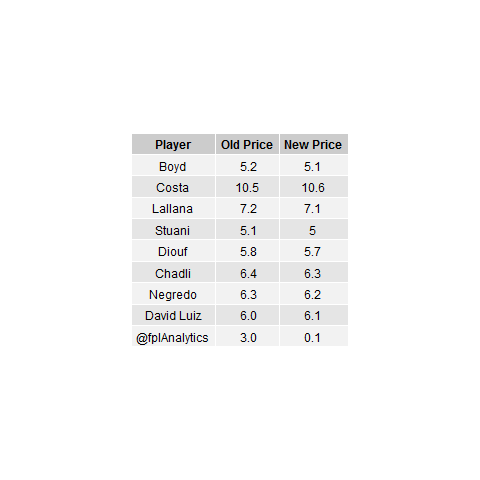 Player Old Price New Price
Boyd 5.2 5.1
Costa 10.5 10.6
Lallana 7.2 7.1
Stuani 5.1 5
Diouf 5.8 5.7
Chadli 6.4 6.3
Negredo 6.3 6.2
David Luiz 6.0 6.1
@fplAnalytics 3.0 0.1